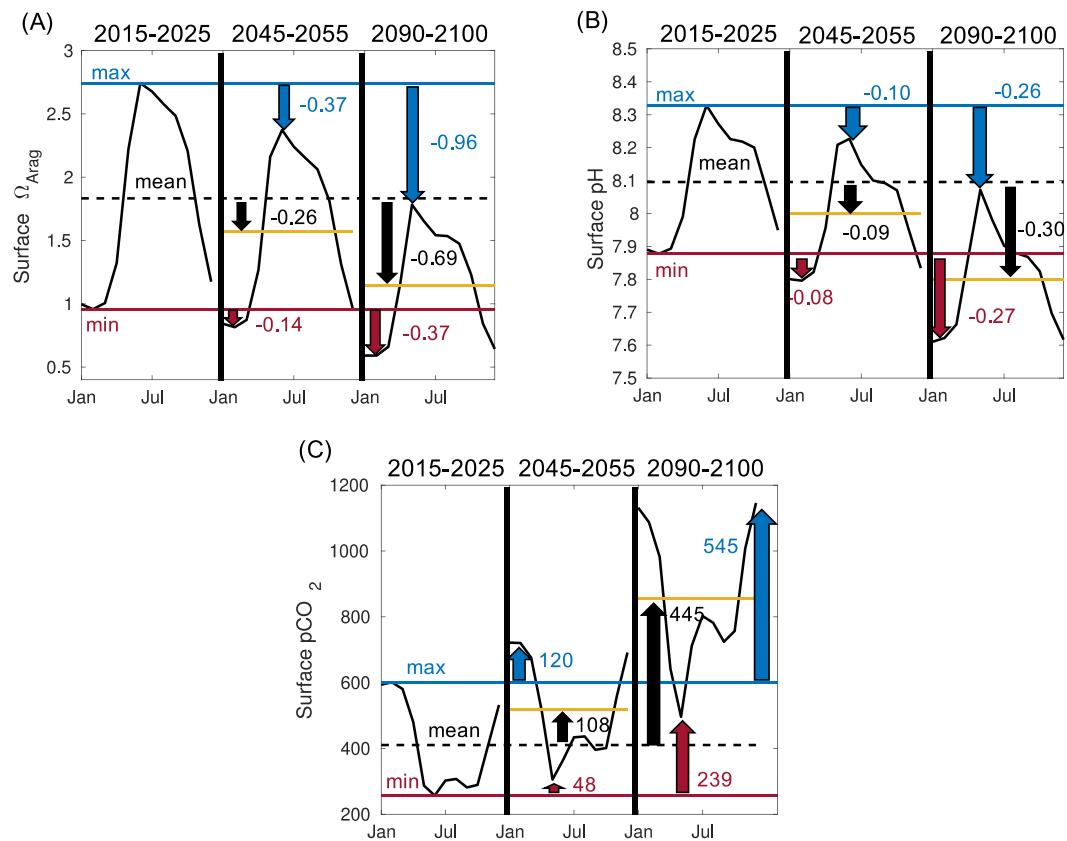 (A)
2015-2025 2045-2055 2090-2100
3
2.5
2
1.5
1
0.5
Surface Ω Arag
max
mean
min
-0.37
-0.96
-0.26
-0.69
-0.14
-0.37
Jan Jul Jan Jul Jan Jul
(B)
2015-2025 2045-2055 2090-2100
8.5
8.4
8.3
8.2
8.1
8
7.9
7.8
7.7
7.6
7.5
Surface pH
max
mean
min
-0.10
-0.26
-0.09
-0.30
-0.08
-0.27
Jan Jul Jan Jul Jan Jul
(C)
2015-2025 2045-2055 2090-2100
1200
1000
800
600
400
200
Surface pCO 2
max
mean
min
120
108
48
545
445
239
Jan Jul Jan Jul Jan Jul